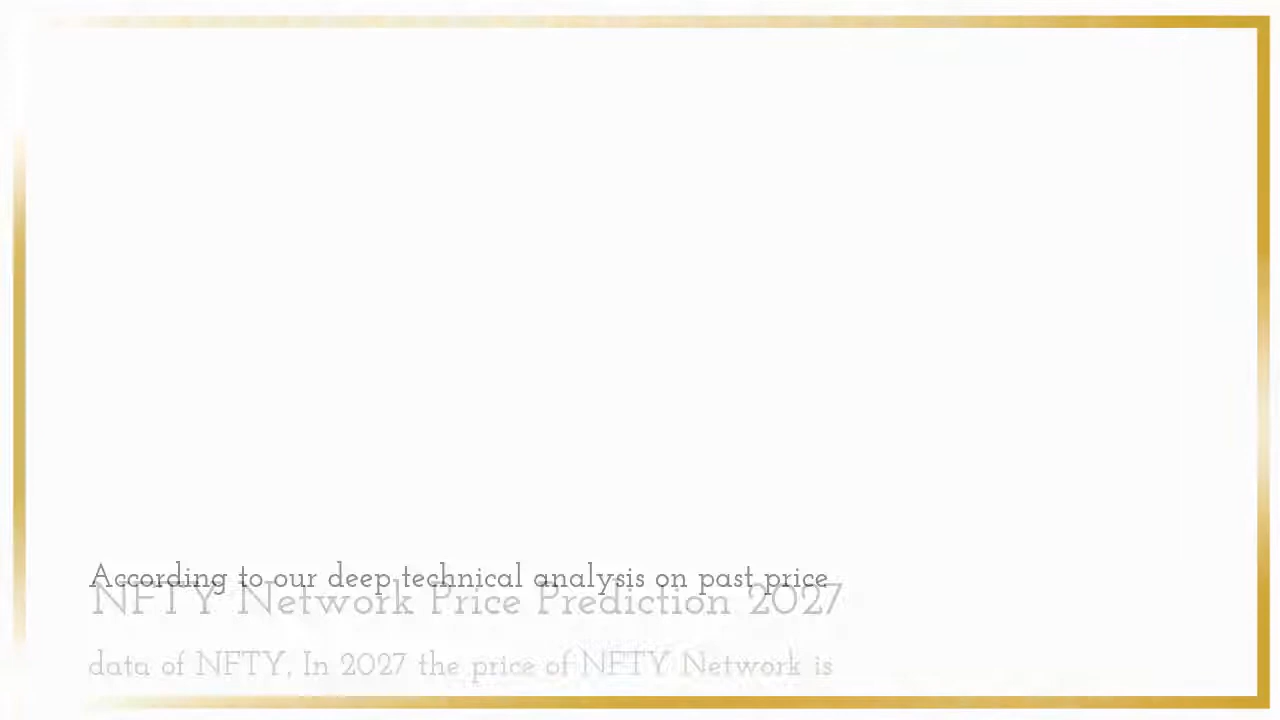 According to our deep technical analysis on past price
NFTY Network Price Prediction 2027
data of NFTY, In 2027 the price of NFTY Network is